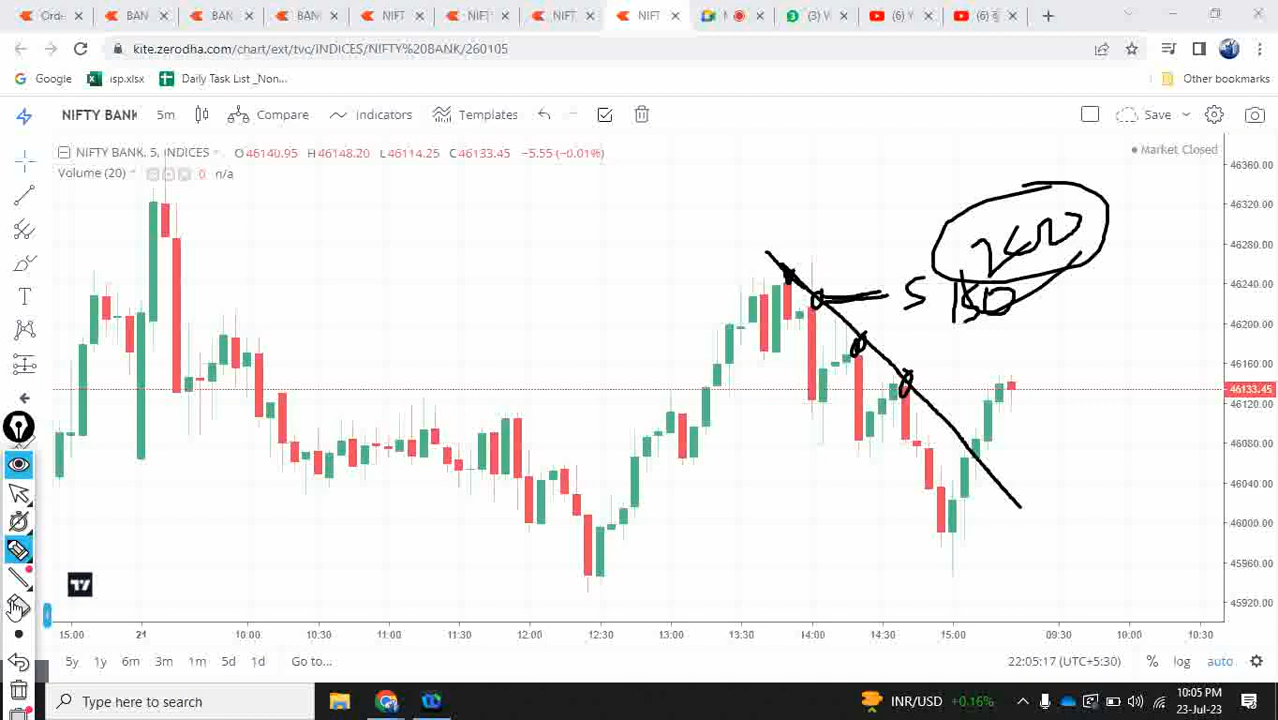 Orde
BAN
BAN
BAN
NIFT
NIFT
NIFT
NIFT
(3) V
(6) Y
(6)
kite.zerodha.com/chart/ext/tvc/INDICES/NIFTY%20BANK/260105
Google
isp.xlsx
Daily Task List _Non...
Other bookmarks
NIFTY BANK
5m
Compare
Indicators
Templates
Save
NIFTY BANK, 5, INDICES
O46140.95 H46148.20 L46114.25 C46133.45 −5.55 (−0.01%)
Market Closed
Volume (20)
0 n/a
46360.00
46320.00
46280.00
46240.00
46200.00
46160.00
46133.45
46120.00
46080.00
46040.00
46000.00
45960.00
45920.00
S 150
15:00
21
10:00
10:30
11:00
11:30
12:00
12:30
13:00
13:30
14:00
14:30
15:00
09:30
10:00
10:30
5y 1y 6m 3m 1m 5d 1d Go to...
22:05:17 (UTC+5:30)
% log auto
Type here to search
INR/USD +0.16%
10:05 PM
23-Jul-23